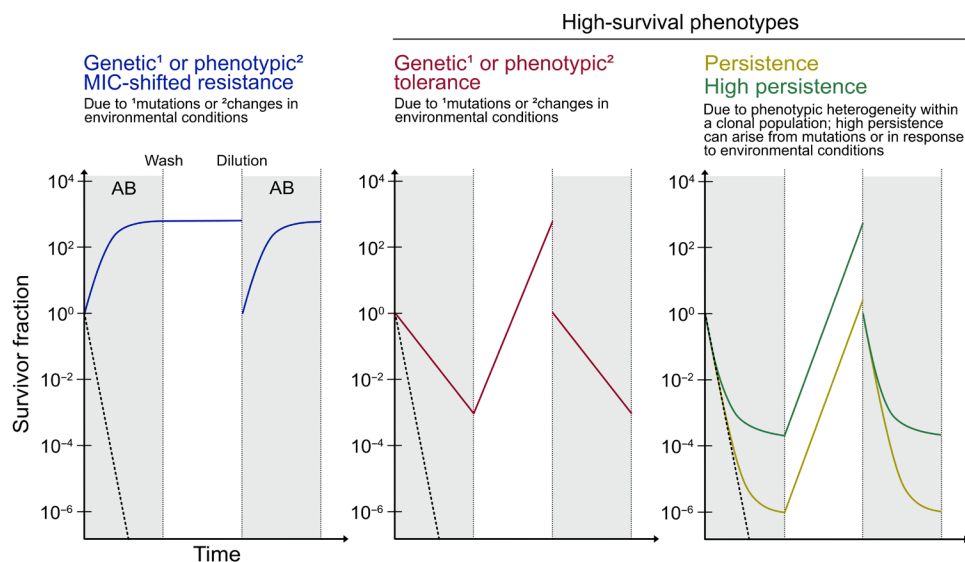 High-survival phenotypes
Genetic¹ or phenotypic²
MIC-shifted resistance
Due to ¹mutations or ²changes in
environmental conditions
Genetic¹ or phenotypic²
tolerance
Due to ¹mutations or ²changes in
environmental conditions
Persistence
High persistence
Due to phenotypic heterogeneity within
a clonal population; high persistence
can arise from mutations or in response
to environmental conditions
Wash
Dilution
AB
AB
Survivor fraction
10⁴
10²
10⁰
10⁻²
10⁻⁴
10⁻⁶
Time
10⁴
10²
10⁰
10⁻²
10⁻⁴
10⁻⁶
10⁴
10²
10⁰
10⁻²
10⁻⁴
10⁻⁶